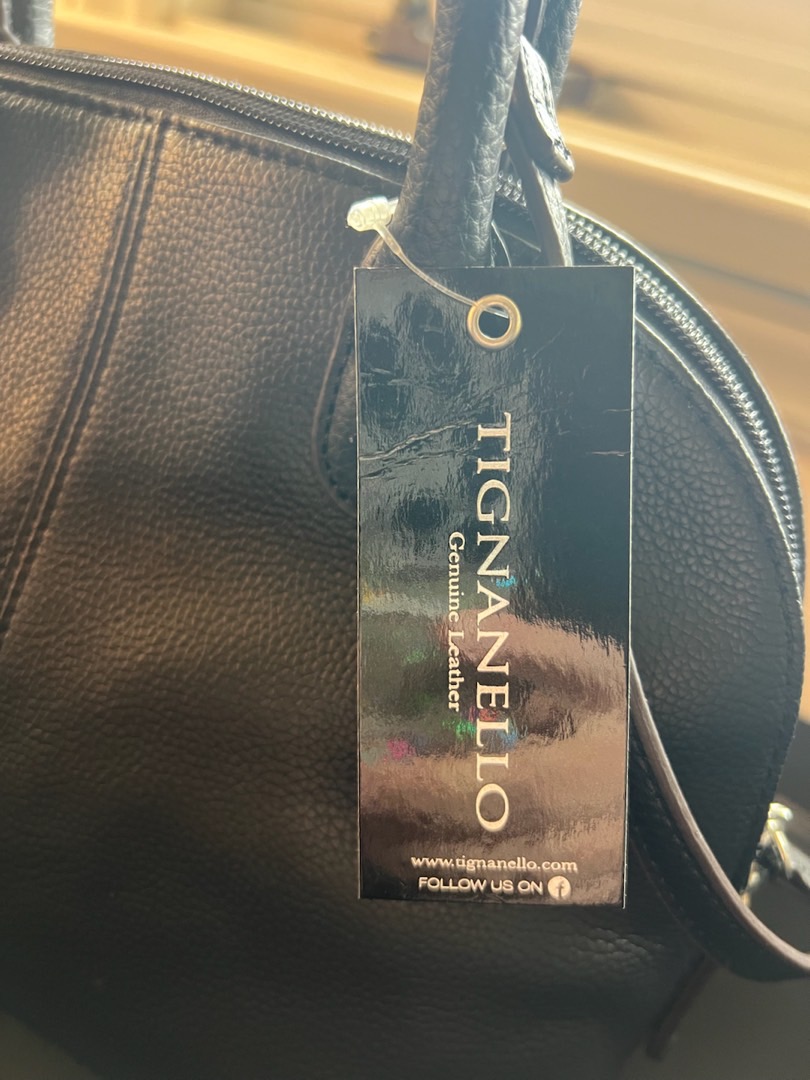 TIGNANELLO
Genuine Leather
www.tignanello.com
FOLLOW US ON f